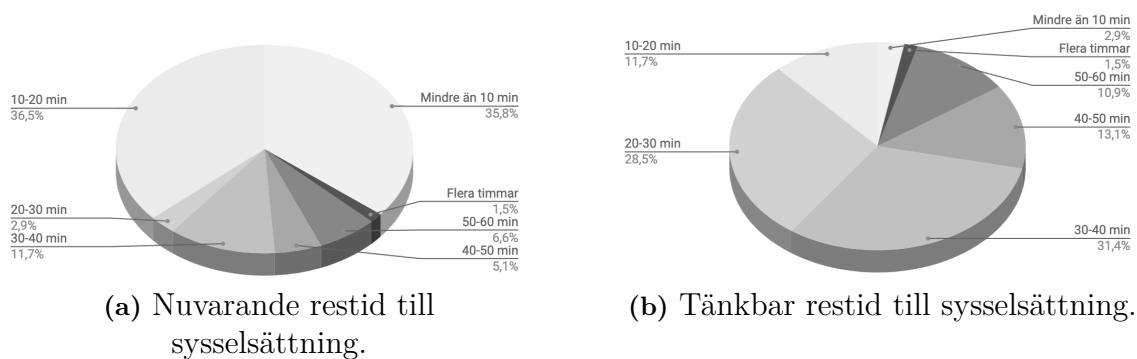 10-20 min
36,5%
Mindre än 10 min
35,8%
20-30 min
2,9%
30-40 min
11,7%
Flera timmar
1,5%
50-60 min
6,6%
40-50 min
5,1%
(a) Nuvarande restid till
sysselsättning.
10-20 min
11,7%
Mindre än 10 min
2,9%
Flera timmar
1,5%
50-60 min
10,9%
40-50 min
13,1%
20-30 min
28,5%
30-40 min
31,4%
(b) Tänkbar restid till sysselsättning.